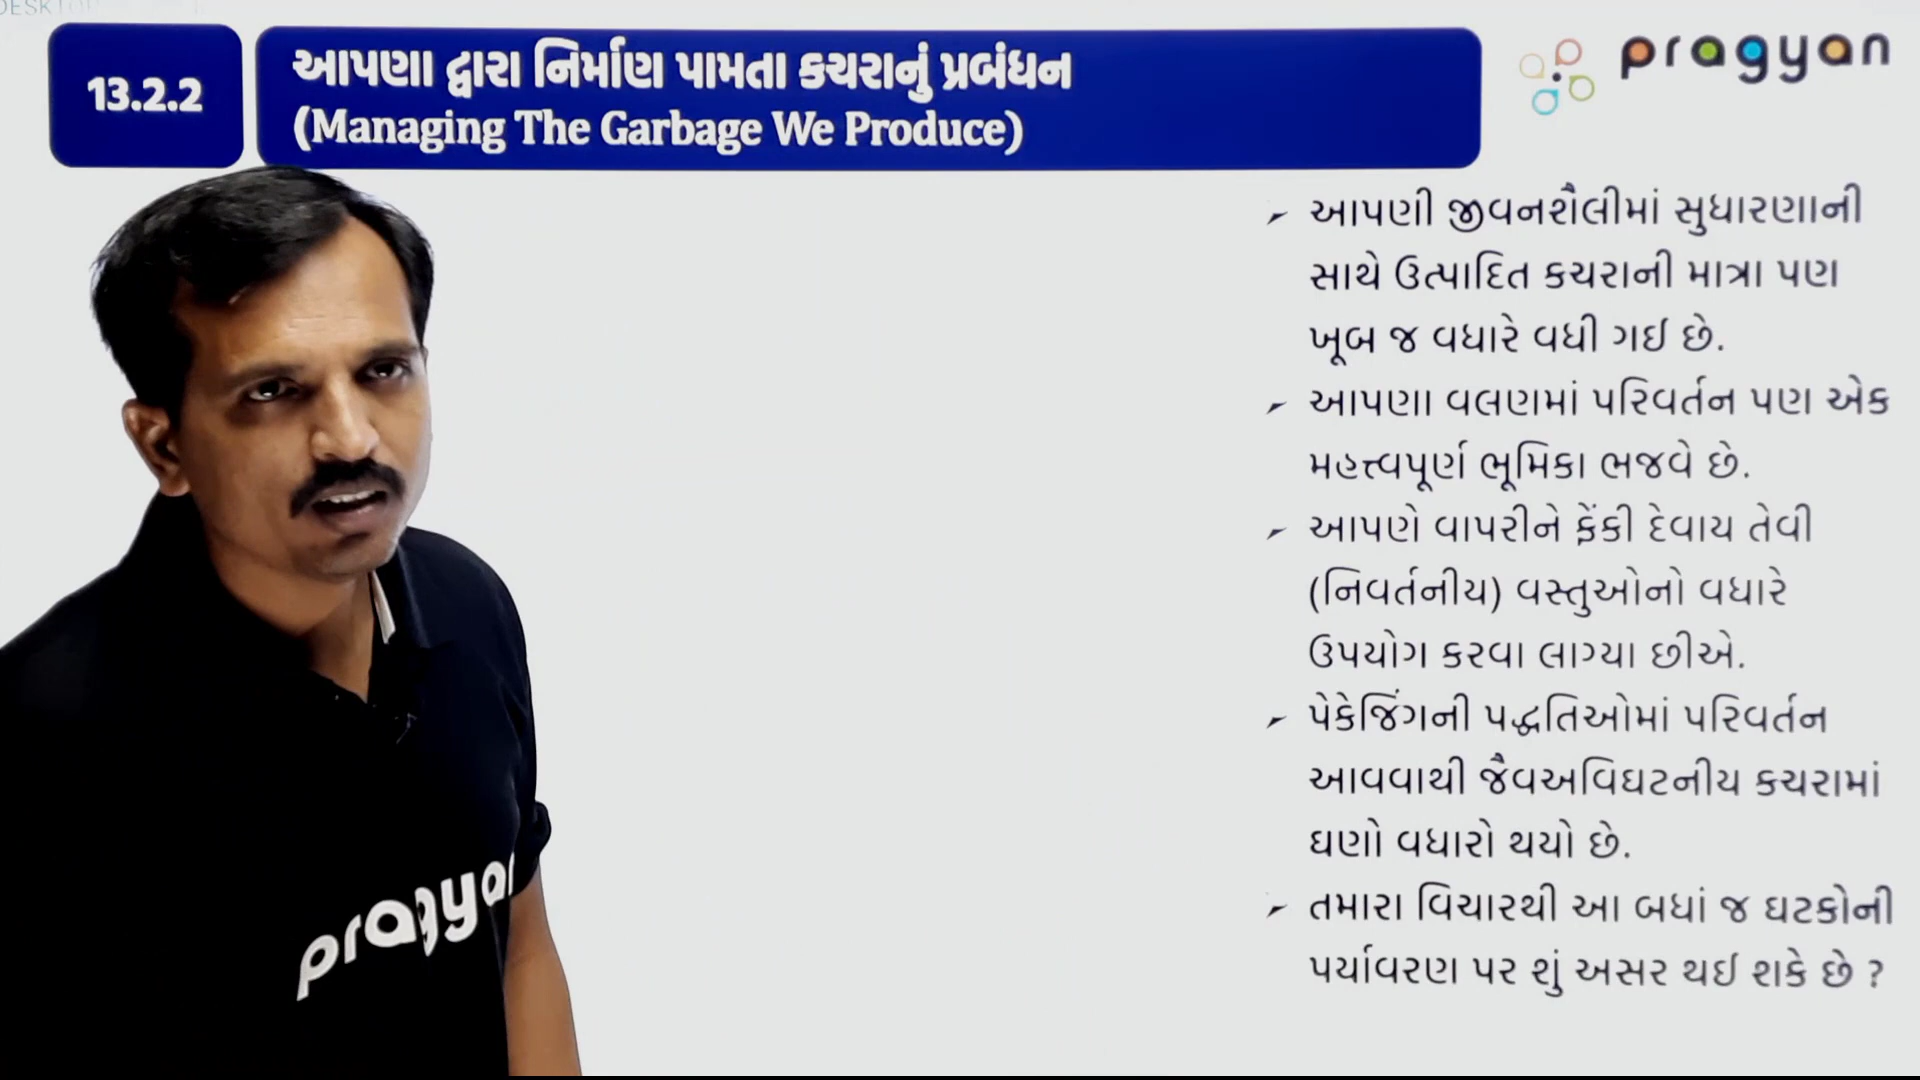 DESKTO
13.2.2
આપણા દ્વારા નિર્માણ પામતા કચરાનું પ્રબંધન
(Managing The Garbage We Produce)
pragyan
➢ આપણી જીવનશૈલીમાં સુધારણાની
સાથે ઉત્પાદિત કચરાની માત્રા પણ
ખૂબ જ વધારે વધી ગઈ છે.
➢ આપણા વલણમાં પરિવર્તન પણ એક
મહત્ત્વપૂર્ણ ભૂમિકા ભજવે છે.
➢ આપણે વાપરીને ફેંકી દેવાય તેવી
(નિવર્તનીય) વસ્તુઓનો વધારે
ઉપયોગ કરવા લાગ્યા છીએ.
➢ પેકેજિંગની પદ્ધતિઓમાં પરિવર્તન
આવવાથી જૈવઅવિઘટનીય કચરામાં
ઘણો વધારો થયો છે.
➢ તમારા વિચારથી આ બધાં જ ઘટકોની
પર્યાવરણ પર શું અસર થઈ શકે છે ?
pragyan